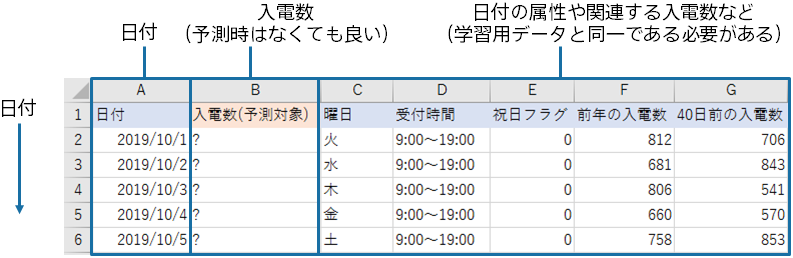 入電数
(予測時はなくても良い)
日付の属性や関連する入電数など
(学習用データと同一である必要がある)
日付
日付
A B C D E F G
1 日付 入電数(予測対象) 曜日 受付時間 祝日フラグ 前年の入電数 40日前の入電数
2 2019/10/1 ? 火 9:00～19:00 0 812 706
3 2019/10/2 ? 水 9:00～19:00 0 681 843
4 2019/10/3 ? 木 9:00～19:00 0 806 541
5 2019/10/4 ? 金 9:00～19:00 0 660 570
6 2019/10/5 ? 土 9:00～19:00 0 758 853